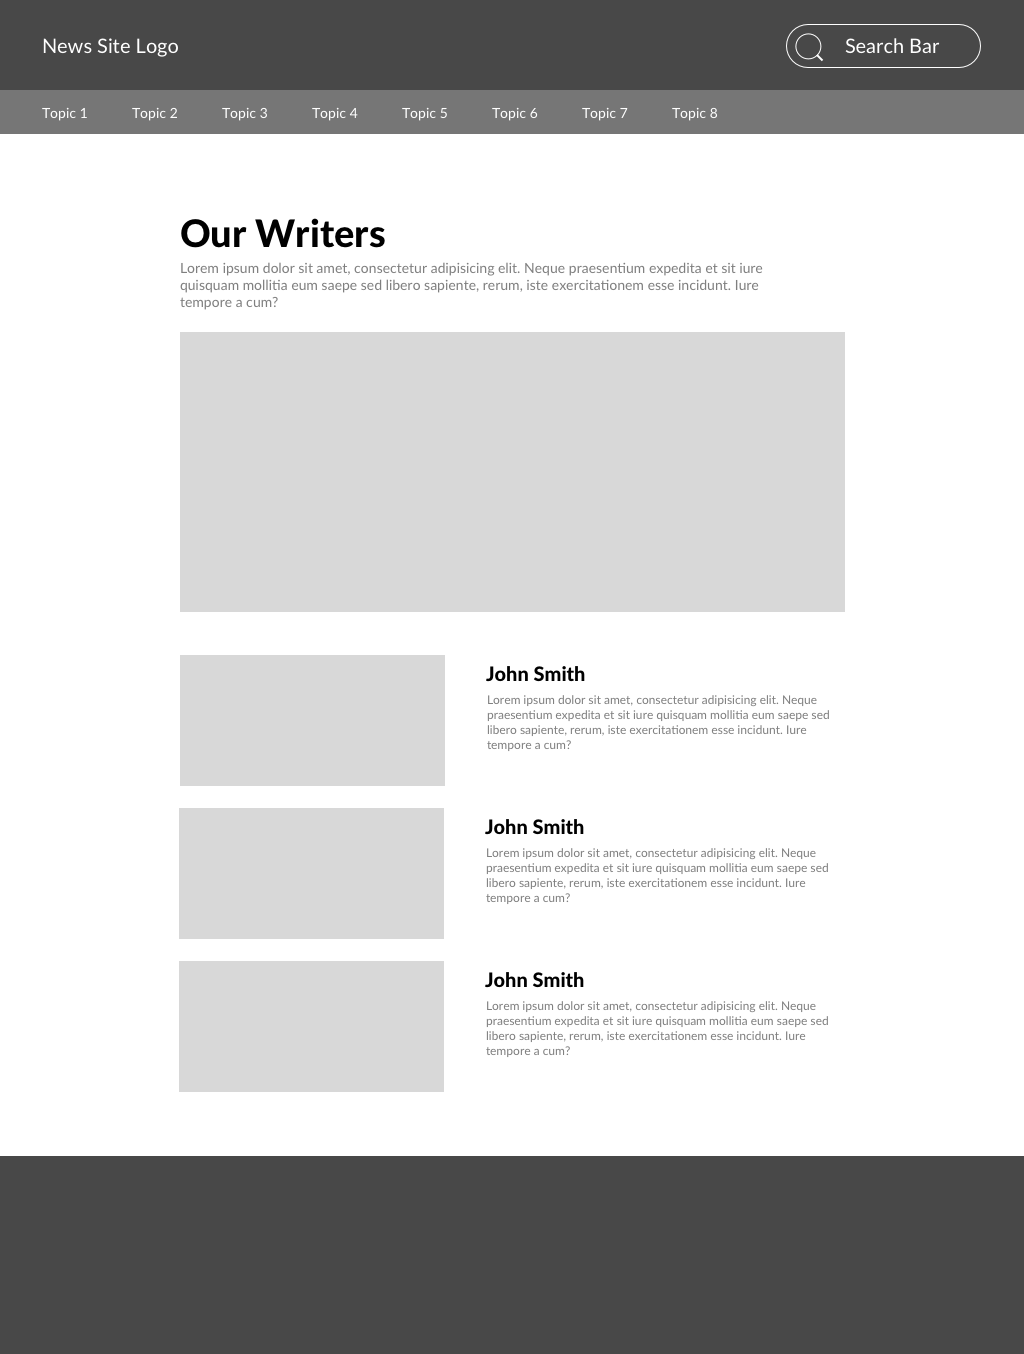 News Site Logo
Search Bar
Topic 1 Topic 2 Topic 3 Topic 4 Topic 5 Topic 6 Topic 7 Topic 8
Our Writers
Lorem ipsum dolor sit amet, consectetur adipisicing elit. Neque praesentium expedita et sit iure
quisquam mollitia eum saepe sed libero sapiente, rerum, iste exercitationem esse incidunt. Iure
tempore a cum?
John Smith
Lorem ipsum dolor sit amet, consectetur adipisicing elit. Neque
praesentium expedita et sit iure quisquam mollitia eum saepe sed
libero sapiente, rerum, iste exercitationem esse incidunt. Iure
tempore a cum?
John Smith
Lorem ipsum dolor sit amet, consectetur adipisicing elit. Neque
praesentium expedita et sit iure quisquam mollitia eum saepe sed
libero sapiente, rerum, iste exercitationem esse incidunt. Iure
tempore a cum?
John Smith
Lorem ipsum dolor sit amet, consectetur adipisicing elit. Neque
praesentium expedita et sit iure quisquam mollitia eum saepe sed
libero sapiente, rerum, iste exercitationem esse incidunt. Iure
tempore a cum?